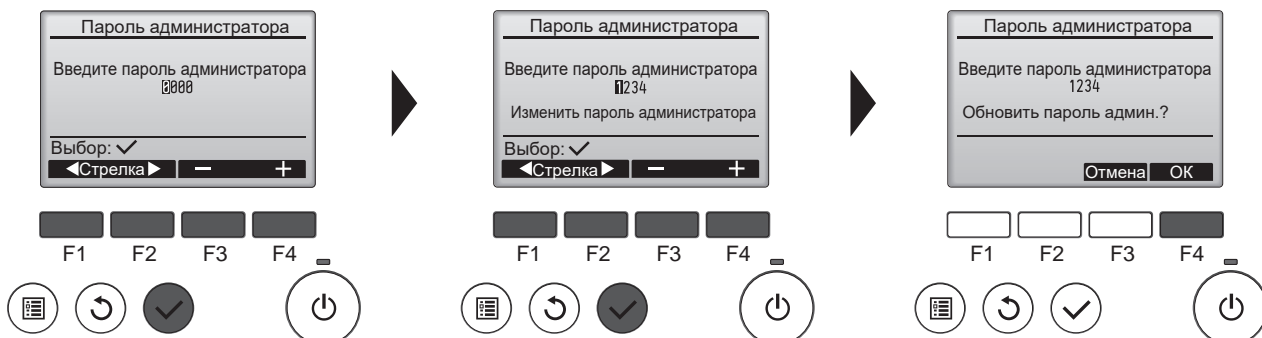 Пароль администратора
Введите пароль администратора
0000
Выбор: ✓
◀Стрелка▶ − +
F1 F2 F3 F4
Пароль администратора
Введите пароль администратора
1234
Изменить пароль администратора
Выбор: ✓
◀Стрелка▶ − +
F1 F2 F3 F4
Пароль администратора
Введите пароль администратора
1234
Обновить пароль админ.?
Отмена ОК
F1 F2 F3 F4